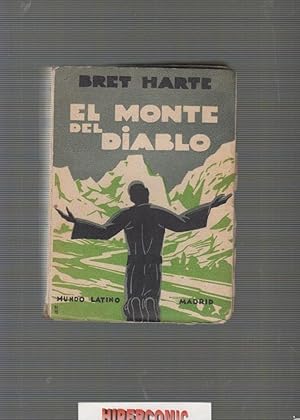 BRET HARTE
EL MONTE
DEL
DiABLO
MUNDO LATINO
MADRID
HIPERCOMIC